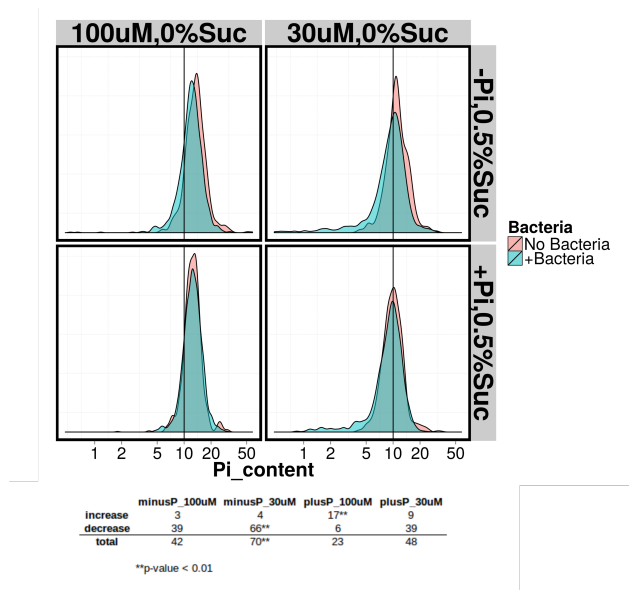 100uM,0%Suc 30uM,0%Suc
-Pi,0.5%Suc
+Pi,0.5%Suc
Bacteria
No Bacteria
+Bacteria
1 2 5 10 20 50 1 2 5 10 20 50
Pi_content
minusP_100uM minusP_30uM plusP_100uM plusP_30uM
increase 3 4 17** 9
decrease 39 66** 6 39
total 42 70** 23 48
**p-value < 0.01